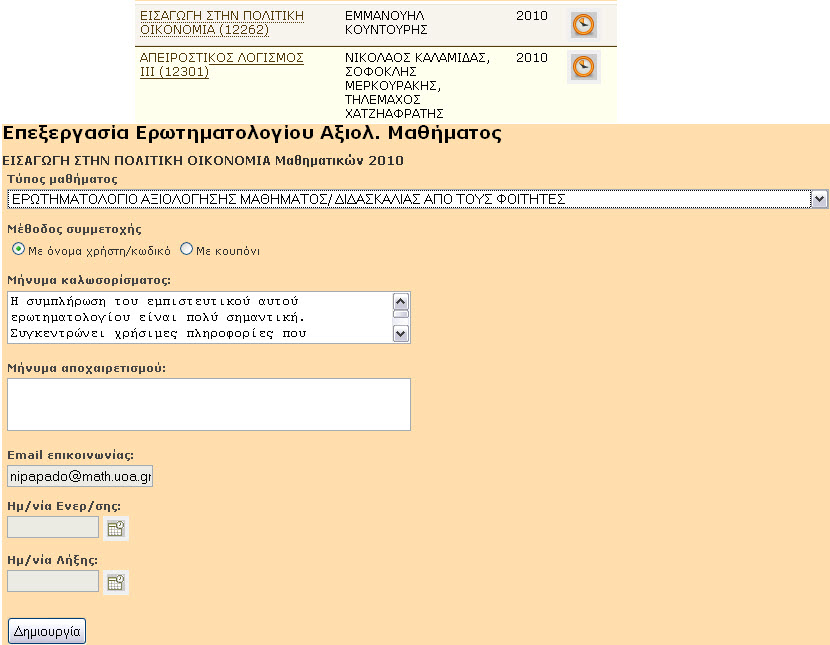 ΕΙΣΑΓΩΓΗ ΣΤΗΝ ΠΟΛΙΤΙΚΗ ΟΙΚΟΝΟΜΙΑ (12262) ΕΜΜΑΝΟΥΗΛ ΚΟΥΝΤΟΥΡΗΣ 2010
ΑΠΕΙΡΟΣΤΙΚΟΣ ΛΟΓΙΣΜΟΣ ΙΙΙ (12301) ΝΙΚΟΛΑΟΣ ΚΑΛΑΜΙΔΑΣ, ΣΟΦΟΚΛΗΣ ΜΕΡΚΟΥΡΑΚΗΣ, ΤΗΛΕΜΑΧΟΣ ΧΑΤΖΗΑΦΡΑΤΗΣ 2010
Επεξεργασία Ερωτηματολογίου Αξιολ. Μαθήματος
ΕΙΣΑΓΩΓΗ ΣΤΗΝ ΠΟΛΙΤΙΚΗ ΟΙΚΟΝΟΜΙΑ Μαθηματικών 2010
Τύπος μαθήματος
ΕΡΩΤΗΜΑΤΟΛΟΓΙΟ ΑΞΙΟΛΟΓΗΣΗΣ ΜΑΘΗΜΑΤΟΣ/ ΔΙΔΑΣΚΑΛΙΑΣ ΑΠΟ ΤΟΥΣ ΦΟΙΤΗΤΕΣ
Μέθοδος συμμετοχής
Με όνομα χρήστη/κωδικό Με κουπόνι
Μήνυμα καλωσορίσματος:
Η συμπλήρωση του εμπιστευτικού αυτού
ερωτηματολογίου είναι πολύ σημαντική.
Συγκεντρώνει χρήσιμες πληροφορίες που
Μήνυμα αποχαιρετισμού:
Email επικοινωνίας:
nipapado@math.uoa.gr
Ημ/νία Ενερ/σης:
Ημ/νία Λήξης:
Δημιουργία